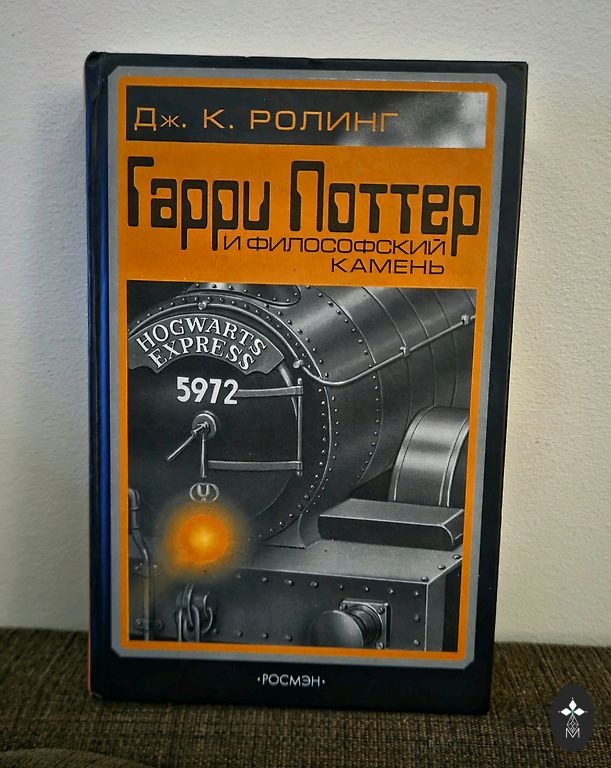 Дж. К. РОЛИНГ
Гарри Поттер
И ФИЛОСОФСКИЙ
КАМЕНЬ
HOGWARTS
EXPRESS
5972
·РОСМЭН·
M